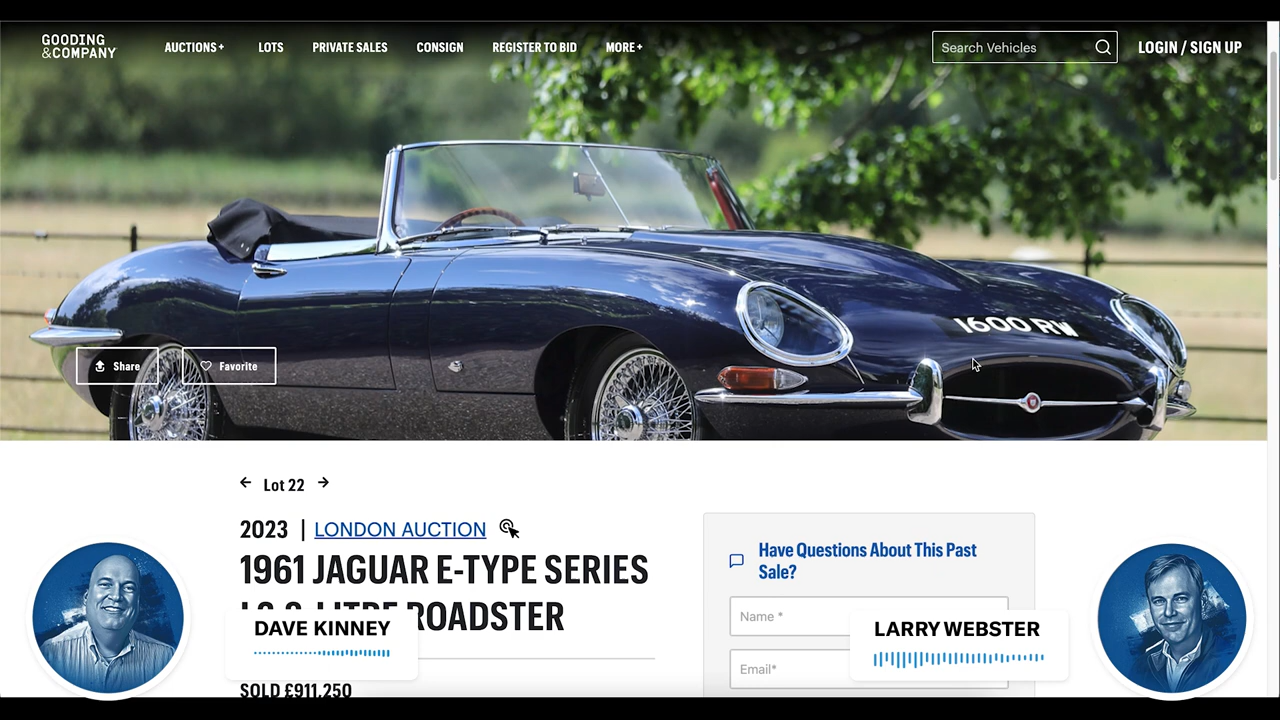 GOODING
&COMPANY
AUCTIONS +
LOTS
PRIVATE SALES
CONSIGN
REGISTER TO BID
MORE +
Search Vehicles
LOGIN / SIGN UP
1600 RW
Share
Favorite
Lot 22
2023 | LONDON AUCTION
1961 JAGUAR E-TYPE SERIES
ROADSTER
Have Questions About This Past
Sale?
Name *
Email*
DAVE KINNEY
LARRY WEBSTER
SOLD £911,250